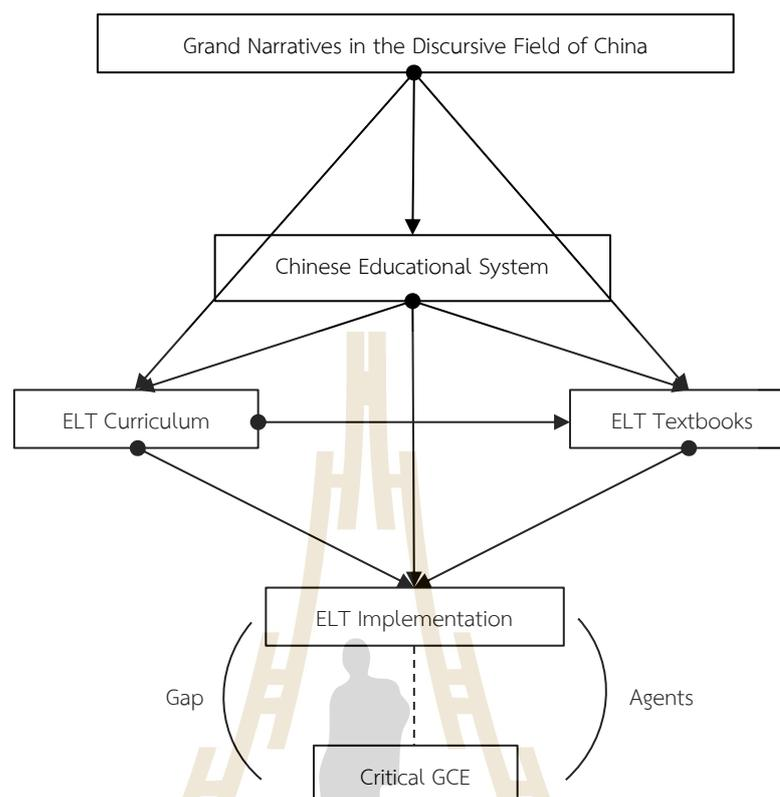 Grand Narratives in the Discursive Field of China
Chinese Educational System
ELT Curriculum
ELT Textbooks
ELT Implementation
Gap
Agents
Critical GCE